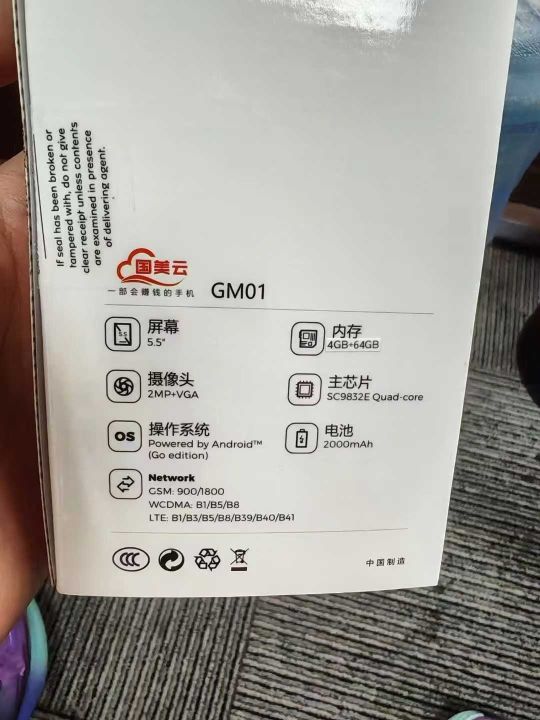 If seal has been broken or
tampered with, do not give
clear receipt unless contents
are examined in presence
of delivering agent.
国美云
一部会赚钱的手机
GM01
屏幕
5.5"
内存
4GB+64GB
摄像头
2MP+VGA
主芯片
SC9832E Quad-core
OS
操作系统
Powered by Android™
(Go edition)
电池
2000mAh
Network
GSM: 900/1800
WCDMA: B1/B5/B8
LTE: B1/B3/B5/B8/B39/B40/B41
CCC
中国制造